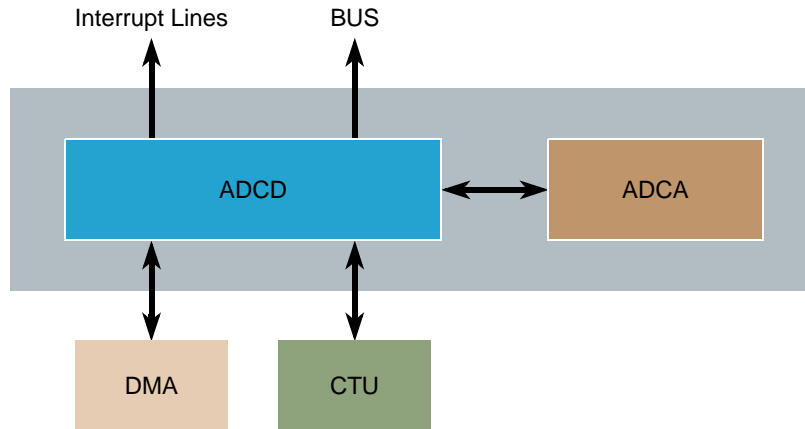 Interrupt Lines
BUS
ADCD
ADCA
DMA
CTU